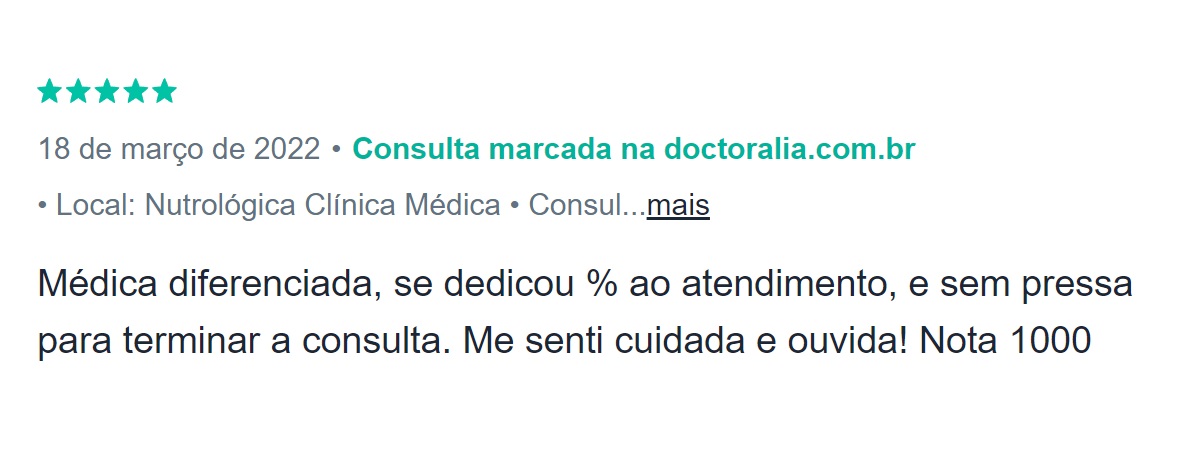 18 de março de 2022 • Consulta marcada na doctoralia.com.br
• Local: Nutrológica Clínica Médica • Consul...mais
Médica diferenciada, se dedicou % ao atendimento, e sem pressa
para terminar a consulta. Me senti cuidada e ouvida! Nota 1000